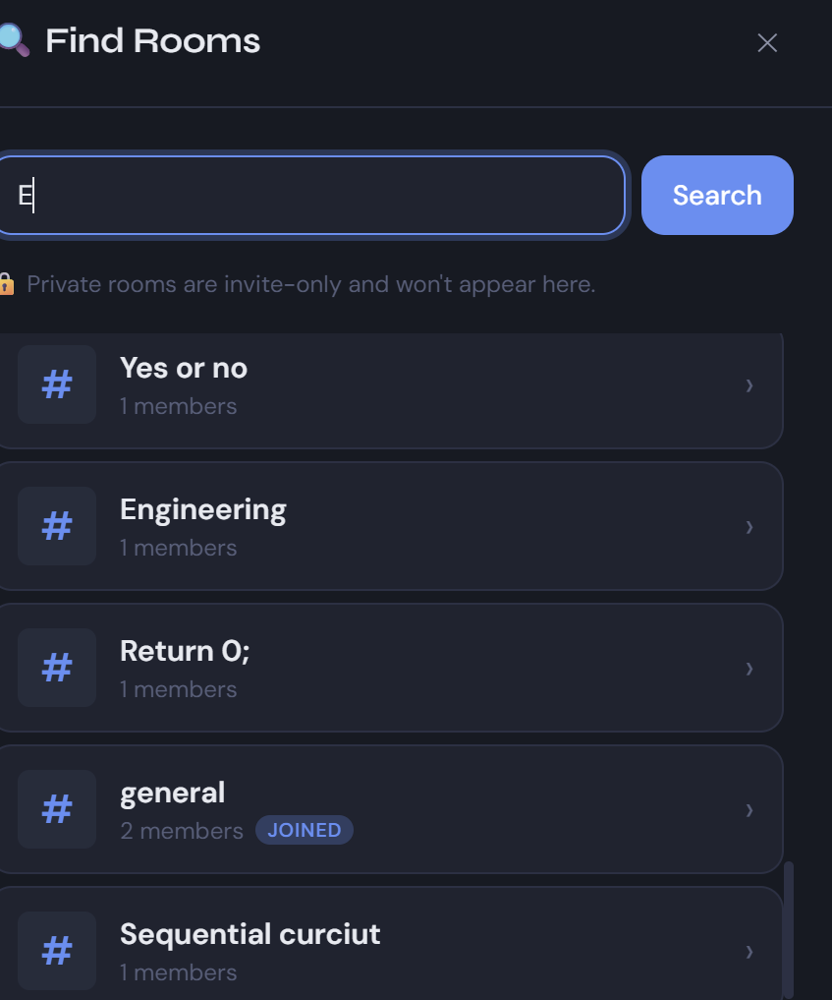 Find Rooms
E
Search
Private rooms are invite-only and won't appear here.
# Yes or no
1 members
# Engineering
1 members
# Return 0;
1 members
# general
2 members JOINED
# Sequential curciut
1 members